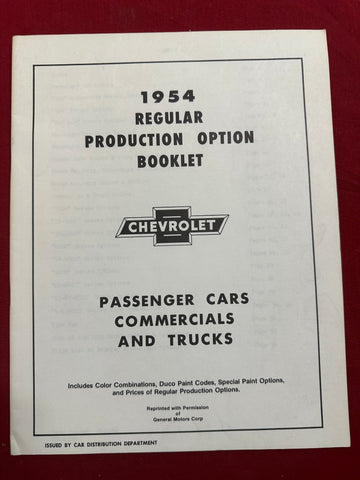 1954
REGULAR
PRODUCTION OPTION
BOOKLET
CHEVROLET
PASSENGER CARS
COMMERCIALS
AND TRUCKS
Includes Color Combinations, Duco Paint Codes, Special Paint Options,
and Prices of Regular Production Options.
Reprinted with Permission
of
General Motors Corp
ISSUED BY CAR DISTRIBUTION DEPARTMENT